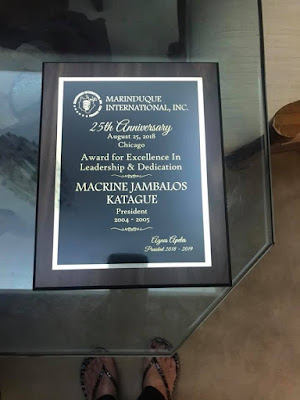 MARINDUQUE
INTERNATIONAL, INC.
25th Anniversary
August 25, 2018
Chicago
Award for Excellence In
Leadership & Dedication
MACRINE JAMBALOS
KATAGUE
President
2004 - 2005
Agnes Apeles
President 2018 - 2019